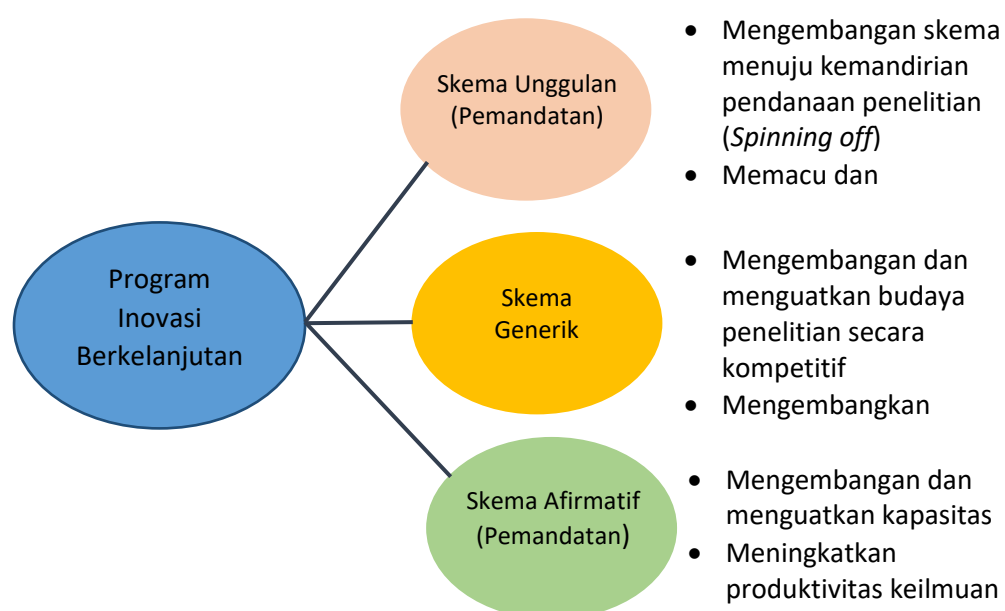 Program
Inovasi
Berkelanjutan
Skema Unggulan
(Pemandatan)
• Mengembangan skema
menuju kemandirian
pendanaan penelitian
(Spinning off)
• Memacu dan
Skema
Generik
• Mengembangan dan
menguatkan budaya
penelitian secara
kompetitif
• Mengembangkan
Skema Afirmatif
(Pemandatan)
• Mengembangan dan
menguatkan kapasitas
• Meningkatkan
produktivitas keilmuan